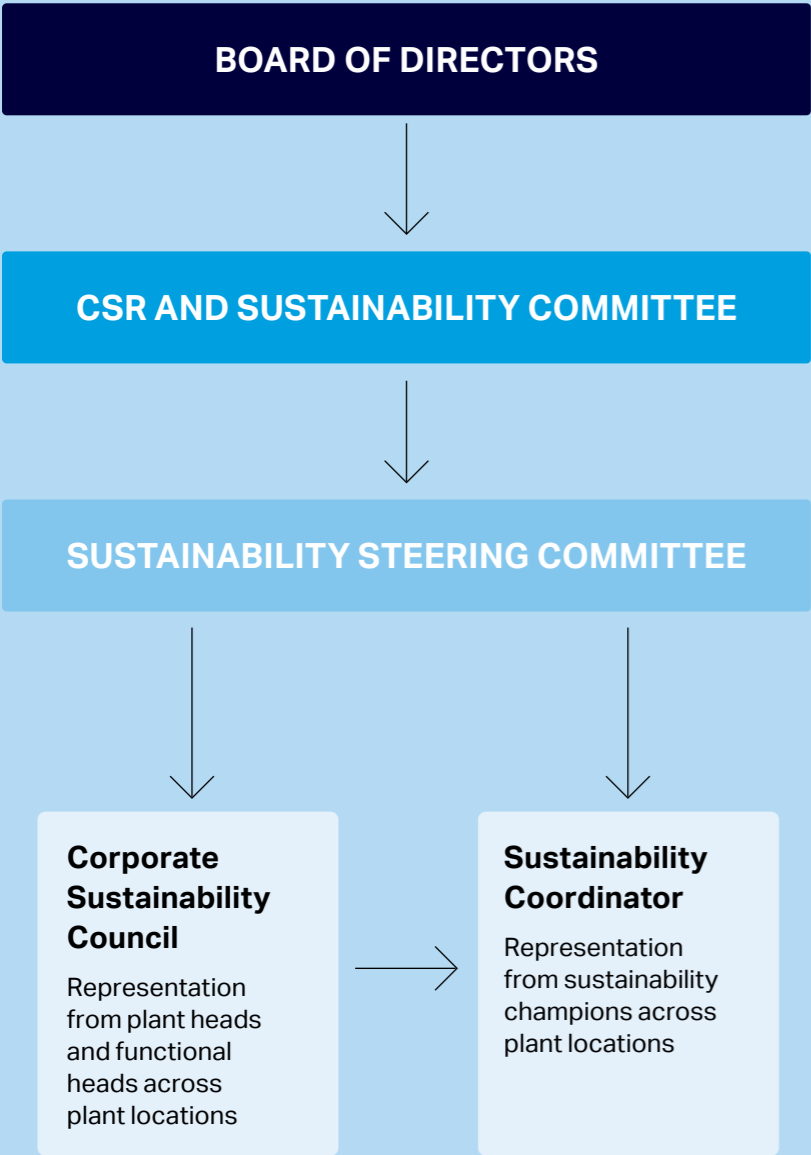 BOARD OF DIRECTORS
CSR AND SUSTAINABILITY COMMITTEE
SUSTAINABILITY STEERING COMMITTEE
Corporate
Sustainability
Council
Representation
from plant heads
and functional
heads across
plant locations
Sustainability
Coordinator
Representation
from sustainability
champions across
plant locations